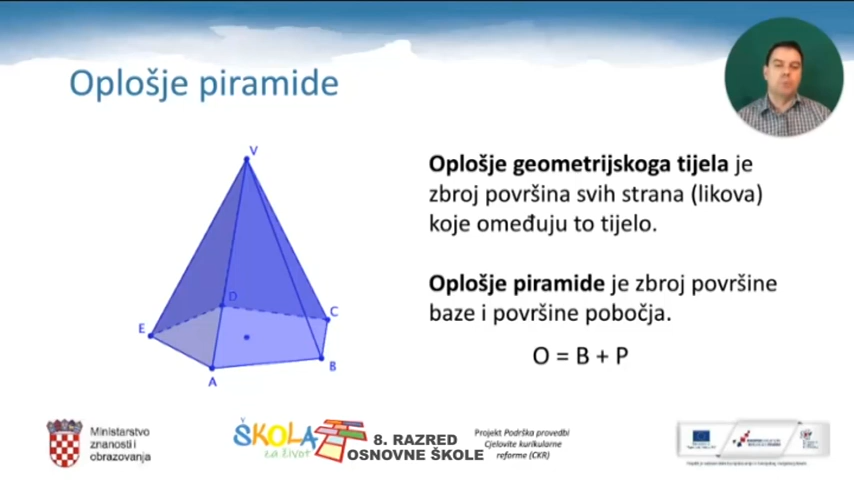 Oplošje piramide
V
Oplošje geometrijskoga tijela je
zbroj površina svih strana (likova)
koje omeđuju to tijelo.
Oplošje piramide je zbroj površine
baze i površine pobočja.
O = B + P
D
C
E
B
A
Ministarstvo
znanosti i
obrazovanja
ŠKOLA
za život
8. RAZRED
OSNOVNE ŠKOLE
Projekt Podrška provedbi
Cjelovite kurikularne
reforme (CKR)